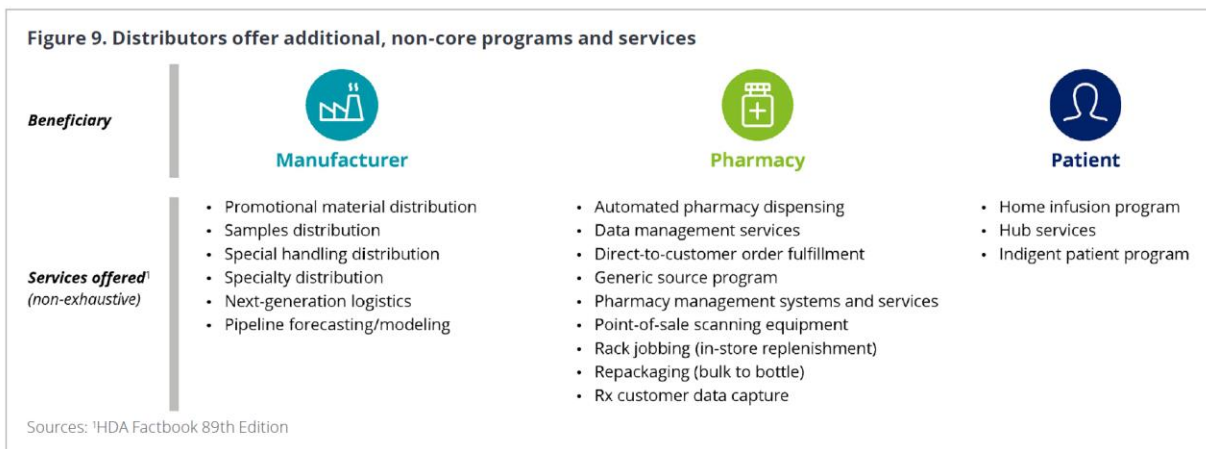 Figure 9. Distributors offer additional, non-core programs and services
Beneficiary
Manufacturer
Pharmacy
Patient
Services offered¹
(non-exhaustive)
• Promotional material distribution
• Samples distribution
• Special handling distribution
• Specialty distribution
• Next-generation logistics
• Pipeline forecasting/modeling
• Automated pharmacy dispensing
• Data management services
• Direct-to-customer order fulfillment
• Generic source program
• Pharmacy management systems and services
• Point-of-sale scanning equipment
• Rack jobbing (in-store replenishment)
• Repackaging (bulk to bottle)
• Rx customer data capture
• Home infusion program
• Hub services
• Indigent patient program
Sources: ¹HDA Factbook 89th Edition